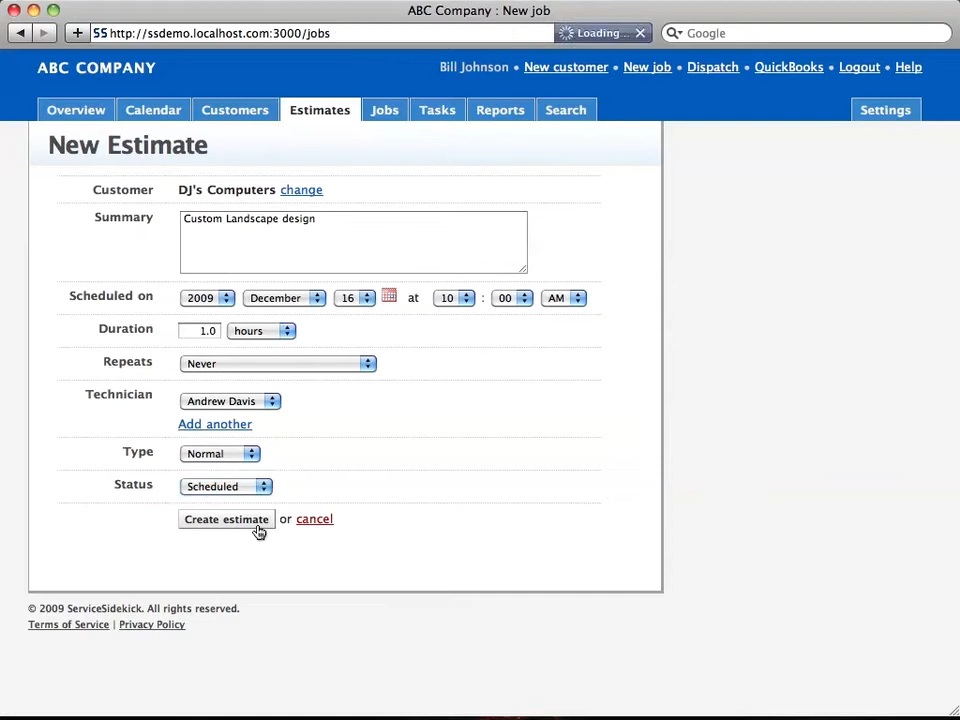 ABC Company : New job
http://ssdemo.localhost.com:3000/jobs
Loading...
Google
ABC COMPANY
Bill Johnson • New customer • New job • Dispatch • QuickBooks • Logout • Help
Overview
Calendar
Customers
Estimates
Jobs
Tasks
Reports
Search
Settings
New Estimate
Customer DJ's Computers change
Summary Custom Landscape design
Scheduled on 2009 December 16 at 10 : 00 AM
Duration 1.0 hours
Repeats Never
Technician Andrew Davis
Add another
Type Normal
Status Scheduled
Create estimate or cancel
© 2009 ServiceSidekick. All rights reserved.
Terms of Service | Privacy Policy